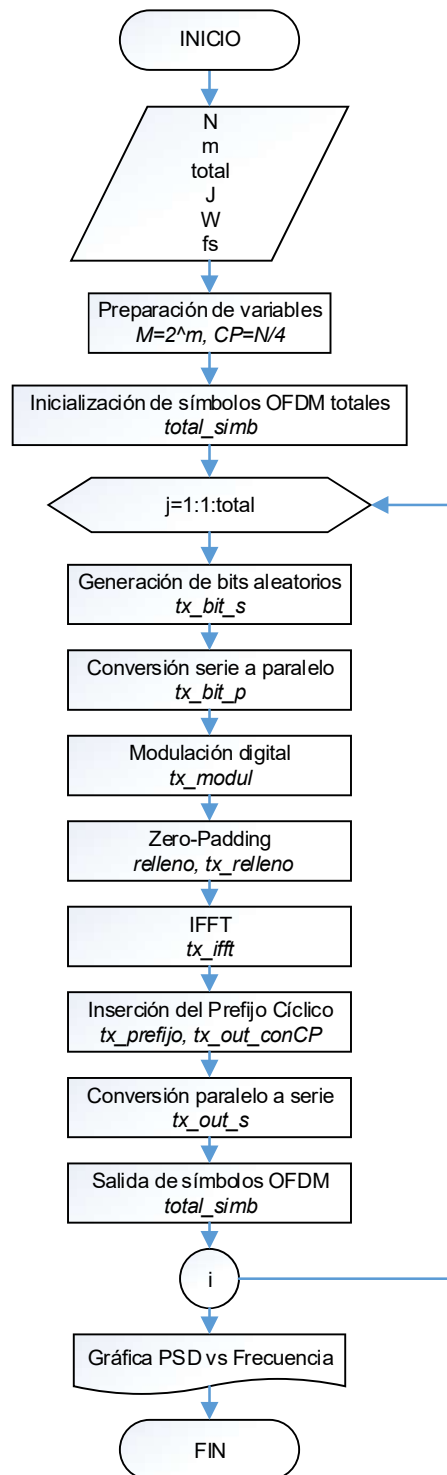 INICIO
N
m
total
J
W
fs
Preparación de variables
M=2^m, CP=N/4
Inicialización de símbolos OFDM totales
total_simb
j=1:1:total
Generación de bits aleatorios
tx_bit_s
Conversión serie a paralelo
tx_bit_p
Modulación digital
tx_modul
Zero-Padding
relleno, tx_relleno
IFFT
tx_ifft
Inserción del Prefijo Cíclico
tx_prefijo, tx_out_conCP
Conversión paralelo a serie
tx_out_s
Salida de símbolos OFDM
total_simb
i
Gráfica PSD vs Frecuencia
FIN